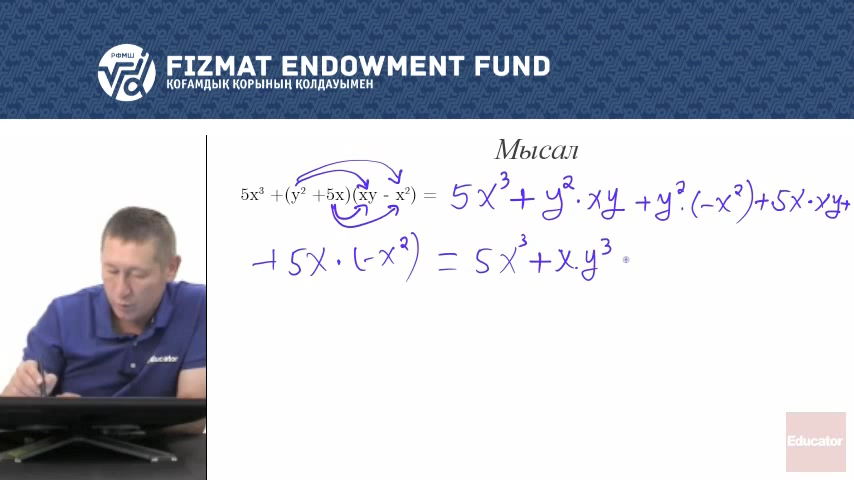 РФМШ
FIZMAT ENDOWMENT FUND
ҚОҒАМДЫҚ ҚОРЫНЫҢ ҚОЛДАУЫМЕН
Мысал
5x³ +(y² +5x)(xy - x²) = 5x³ + y² · xy + y² · (-x²) + 5x · xy +
+ 5x · (-x²) = 5x³ + x · y³
Educator
Educator